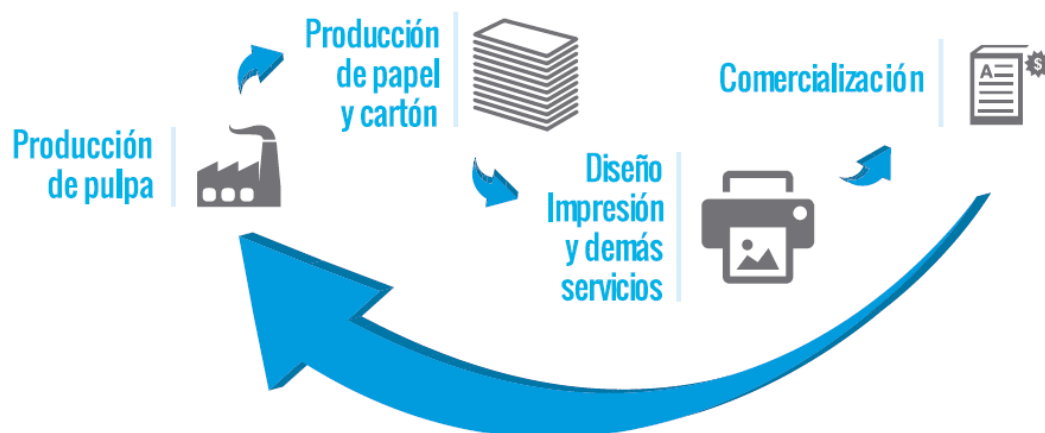 Producción
de pulpa
Producción
de papel
y cartón
Diseño
Impresión
y demás
servicios
Comercialización
A
$